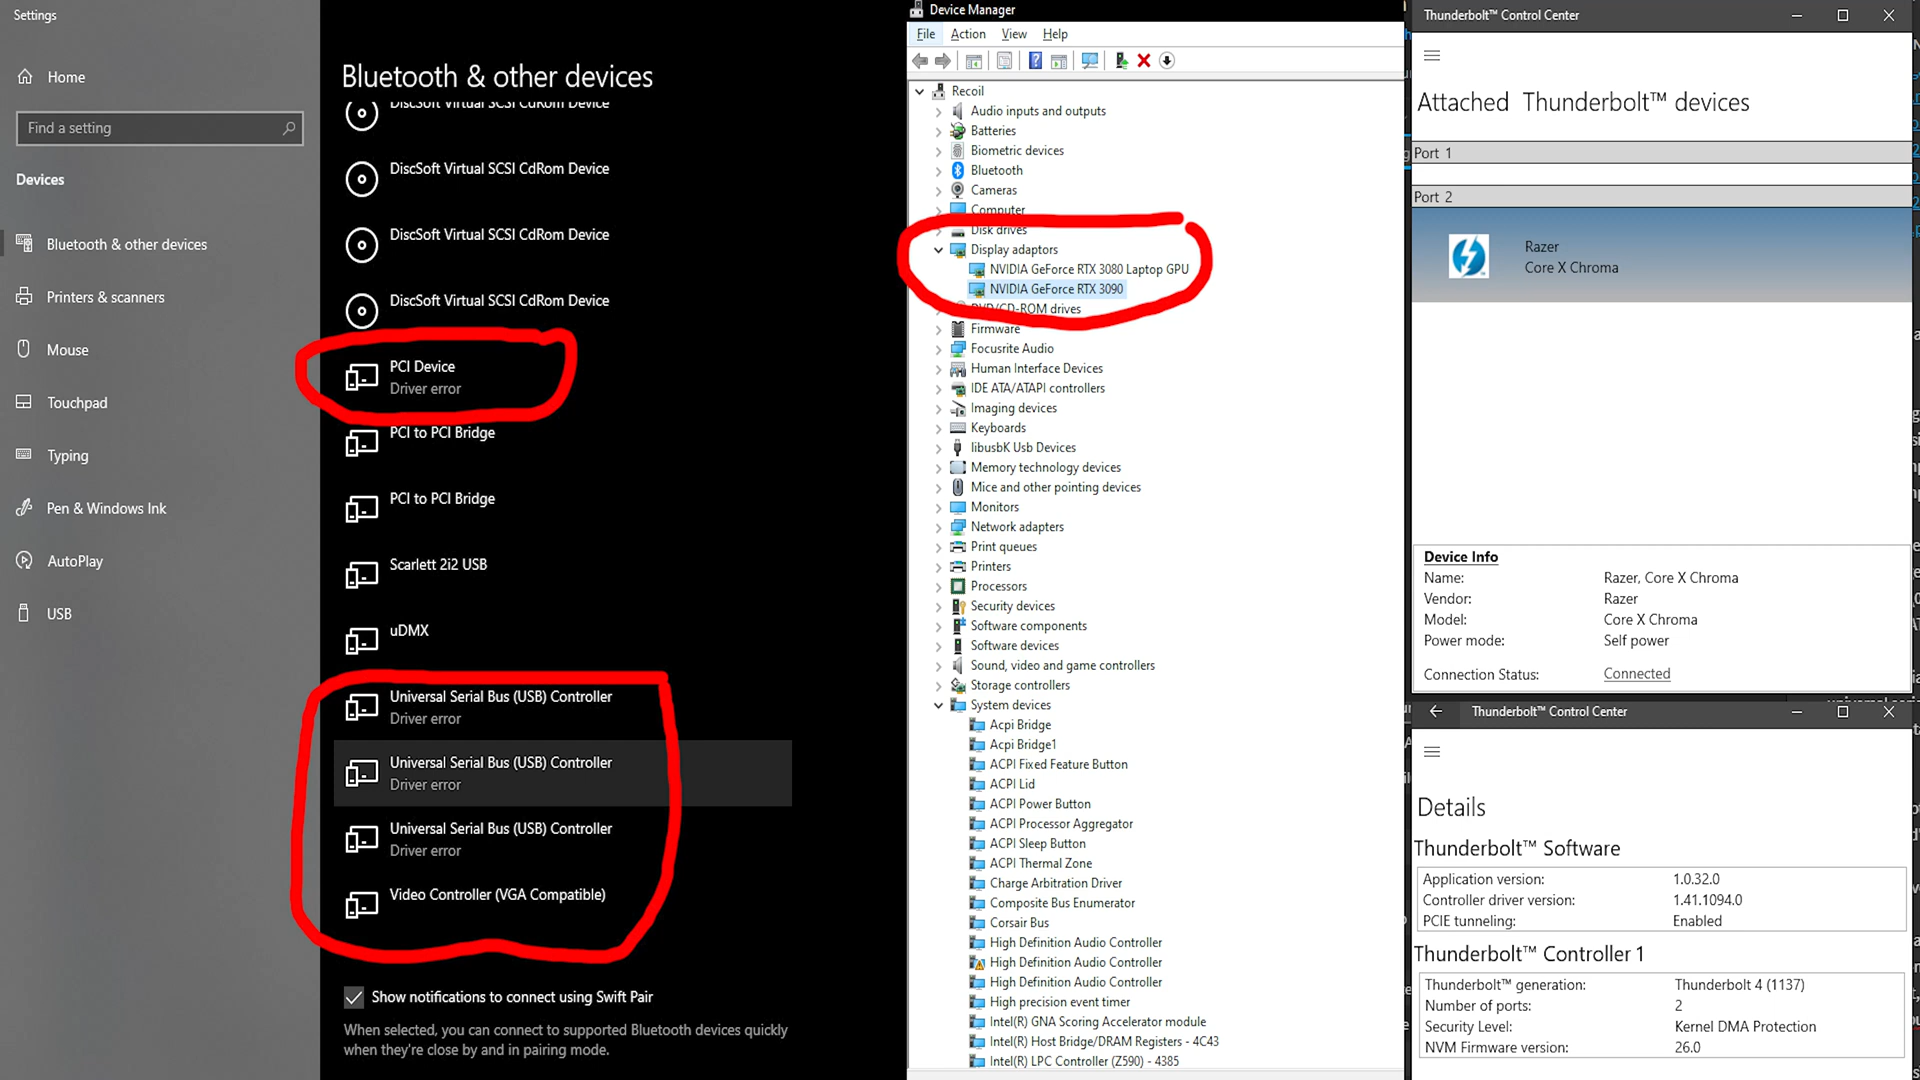 Settings
Home
Find a setting
Devices
Bluetooth & other devices
Printers & scanners
Mouse
Touchpad
Typing
Pen & Windows Ink
AutoPlay
USB
Bluetooth & other devices
DiscSoft Virtual SCSI CdRom Device
DiscSoft Virtual SCSI CdRom Device
DiscSoft Virtual SCSI CdRom Device
DiscSoft Virtual SCSI CdRom Device
PCI Device
Driver error
PCI to PCI Bridge
PCI to PCI Bridge
Scarlett 2i2 USB
uDMX
Universal Serial Bus (USB) Controller
Driver error
Universal Serial Bus (USB) Controller
Driver error
Universal Serial Bus (USB) Controller
Driver error
Video Controller (VGA Compatible)
Show notifications to connect using Swift Pair
When selected, you can connect to supported Bluetooth devices quickly
when they're close by and in pairing mode.
Device Manager
File Action View Help
Recoil
Audio inputs and outputs
Batteries
Biometric devices
Bluetooth
Cameras
Computer
Disk drives
Display adaptors
NVIDIA GeForce RTX 3080 Laptop GPU
NVIDIA GeForce RTX 3090
DVD/CD-ROM drives
Firmware
Focusrite Audio
Human Interface Devices
IDE ATA/ATAPI controllers
Imaging devices
Keyboards
libusbK Usb Devices
Memory technology devices
Mice and other pointing devices
Monitors
Network adapters
Print queues
Printers
Processors
Security devices
Software components
Software devices
Sound, video and game controllers
Storage controllers
System devices
Acpi Bridge
Acpi Bridge1
ACPI Fixed Feature Button
ACPI Lid
ACPI Power Button
ACPI Processor Aggregator
ACPI Sleep Button
ACPI Thermal Zone
Charge Arbitration Driver
Composite Bus Enumerator
Corsair Bus
High Definition Audio Controller
High Definition Audio Controller
High Definition Audio Controller
High precision event timer
Intel(R) GNA Scoring Accelerator module
Intel(R) Host Bridge/DRAM Registers - 4C43
Intel(R) LPC Controller (Z590) - 4385
Thunderbolt™ Control Center
Attached Thunderbolt™ devices
Port 1
Port 2
Razer
Core X Chroma
Device Info
Name: Razer, Core X Chroma
Vendor: Razer
Model: Core X Chroma
Power mode: Self power
Connection Status: Connected
Thunderbolt™ Control Center
Details
Thunderbolt™ Software
Application version: 1.0.32.0
Controller driver version: 1.41.1094.0
PCIE tunneling: Enabled
Thunderbolt™ Controller 1
Thunderbolt™ generation: Thunderbolt 4 (1137)
Number of ports: 2
Security Level: Kernel DMA Protection
NVM Firmware version: 26.0